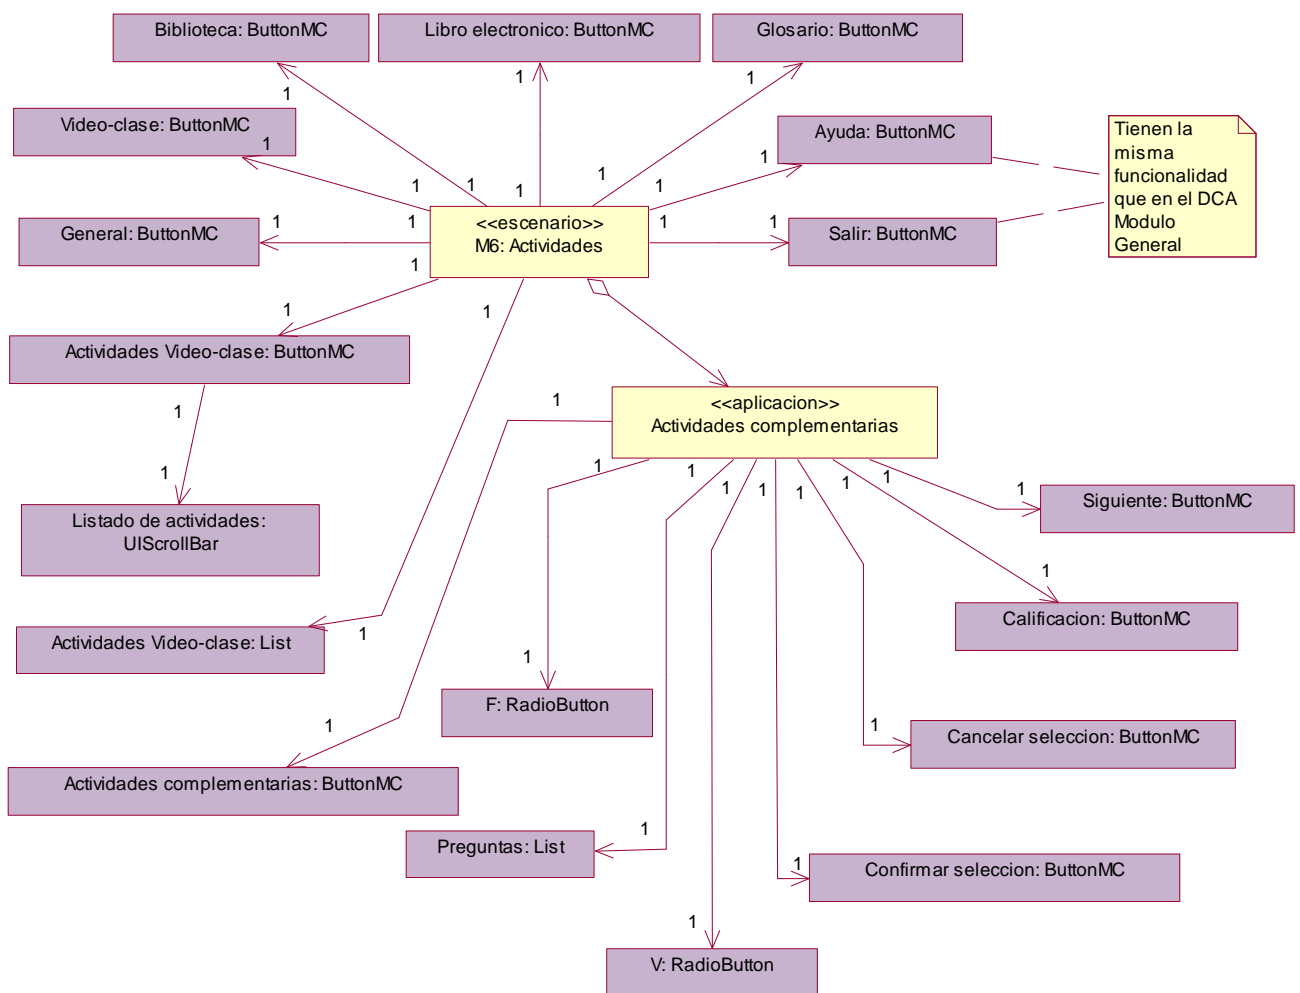 Biblioteca: ButtonMC
Libro electronico: ButtonMC
Glosario: ButtonMC
1
1
1
Video-clase: ButtonMC
1
Ayuda: ButtonMC
1
Tienen la
misma
funcionalidad
que en el DCA
Modulo
General
1
1
1
1
1
General: ButtonMC
1
1
<<escenario>>
M6: Actividades
1
1
Salir: ButtonMC
1
1
1
Actividades Video-clase: ButtonMC
1
1
Listado de actividades:
UIScrollBar
<<aplicacion>>
Actividades complementarias
1
1
1
1
1
1
1
1
1
Siguiente: ButtonMC
1
Calificacion: ButtonMC
Actividades Video-clase: List
1
1
F: RadioButton
1
Cancelar seleccion: ButtonMC
1
Actividades complementarias: ButtonMC
1
Preguntas: List
1
Confirmar seleccion: ButtonMC
1
V: RadioButton